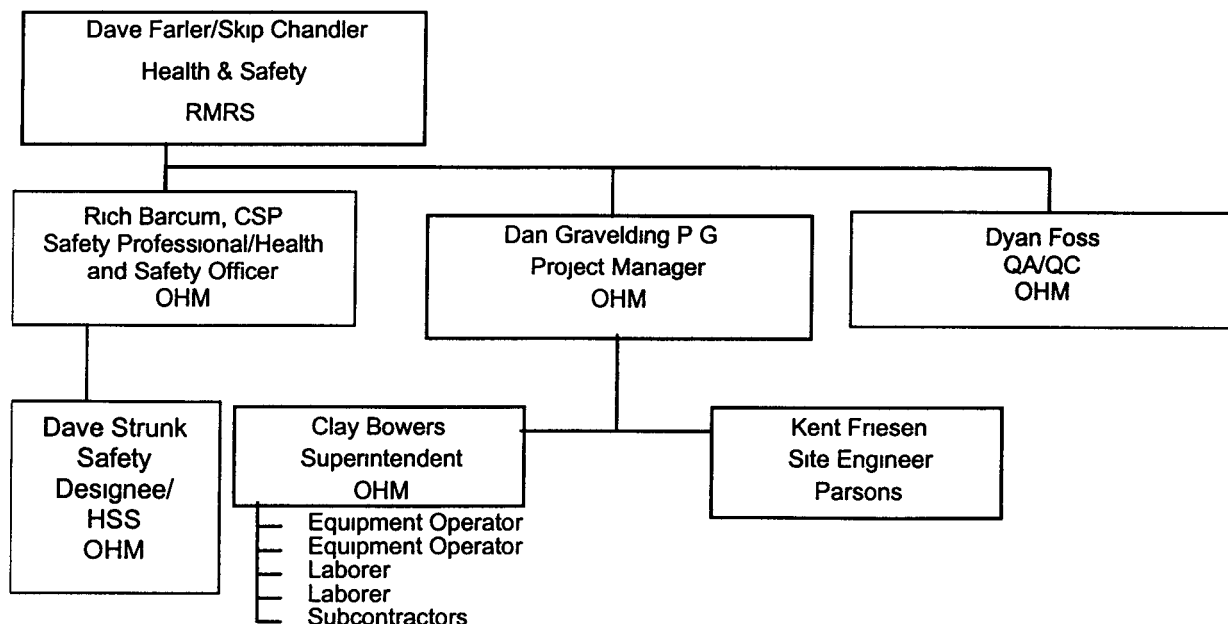 Dave Farler/Skip Chandler
Health & Safety
RMRS
Rich Barcum, CSP
Safety Professional/Health
and Safety Officer
OHM
Dan Gravelding P G
Project Manager
OHM
Dyan Foss
QA/QC
OHM
Dave Strunk
Safety
Designee/
HSS
OHM
Clay Bowers
Superintendent
OHM
Equipment Operator
Equipment Operator
Laborer
Laborer
Subcontractors
Kent Friesen
Site Engineer
Parsons